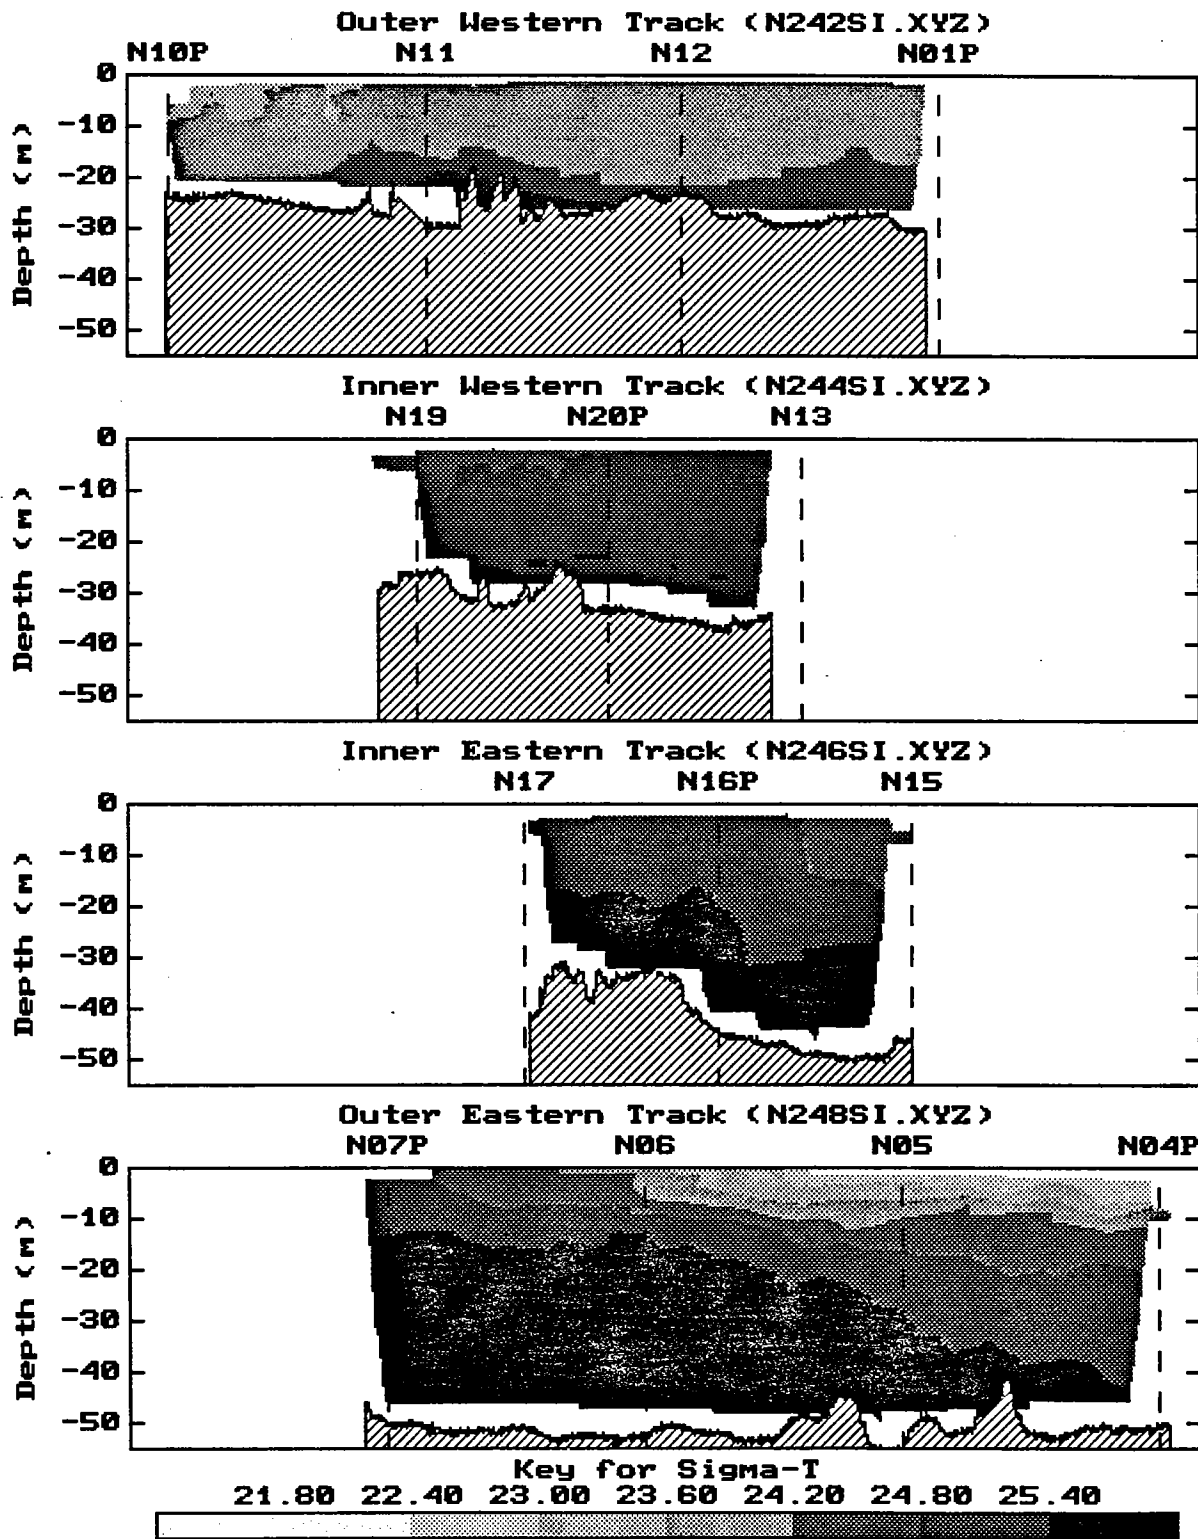 Outer Western Track (N242SI.XYZ)
N10P N11 N12 N01P
0
-10
-20
-30
-40
-50
Depth (m)
Inner Western Track (N244SI.XYZ)
N19 N20P N13
0
-10
-20
-30
-40
-50
Depth (m)
Inner Eastern Track (N246SI.XYZ)
N17 N16P N15
0
-10
-20
-30
-40
-50
Depth (m)
Outer Eastern Track (N248SI.XYZ)
N07P N06 N05 N04P
0
-10
-20
-30
-40
-50
Depth (m)
Key for Sigma-T
21.80 22.40 23.00 23.60 24.20 24.80 25.40